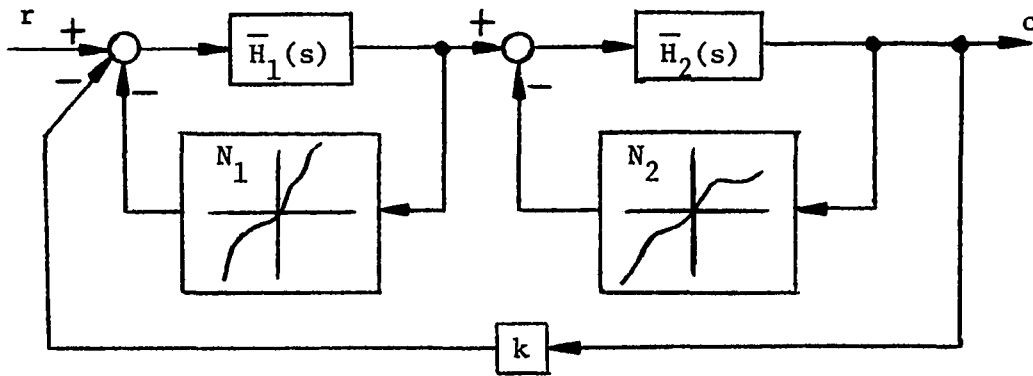 r + − − H̅₁(s) + − H̅₂(s) c
N₁ N₂
k